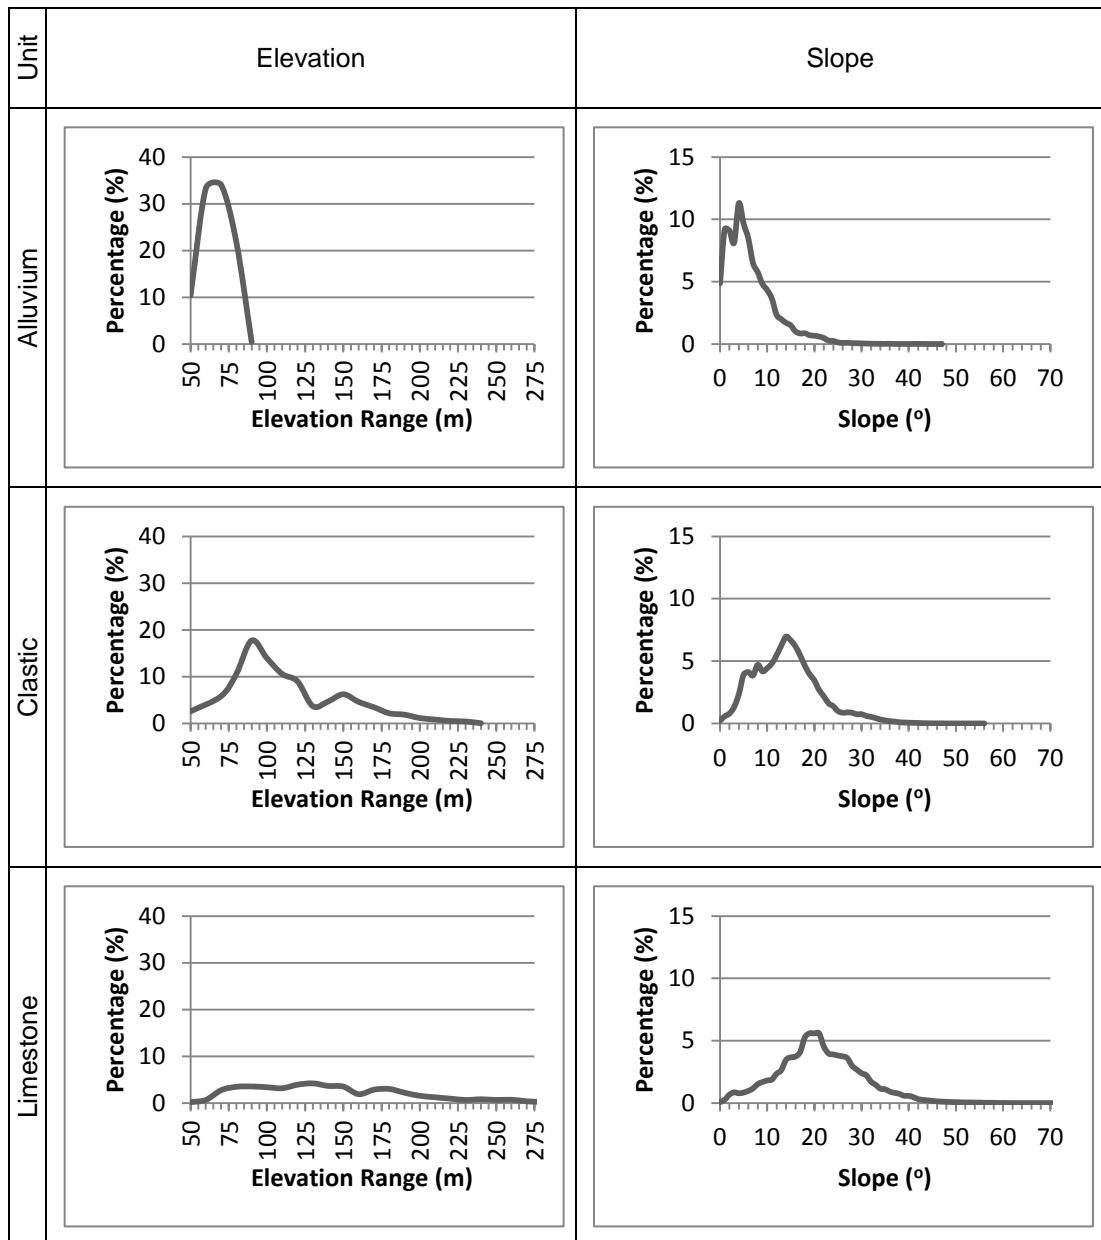 Unit
Elevation
Slope
Alluvium
Percentage (%)
40
30
20
10
0
50 75 100 125 150 175 200 225 250 275
Elevation Range (m)
Percentage (%)
15
10
5
0
0 10 20 30 40 50 60 70
Slope (º)
Clastic
Percentage (%)
40
30
20
10
0
50 75 100 125 150 175 200 225 250 275
Elevation Range (m)
Percentage (%)
15
10
5
0
0 10 20 30 40 50 60 70
Slope (º)
Limestone
Percentage (%)
40
30
20
10
0
50 75 100 125 150 175 200 225 250 275
Elevation Range (m)
Percentage (%)
15
10
5
0
0 10 20 30 40 50 60 70
Slope (º)